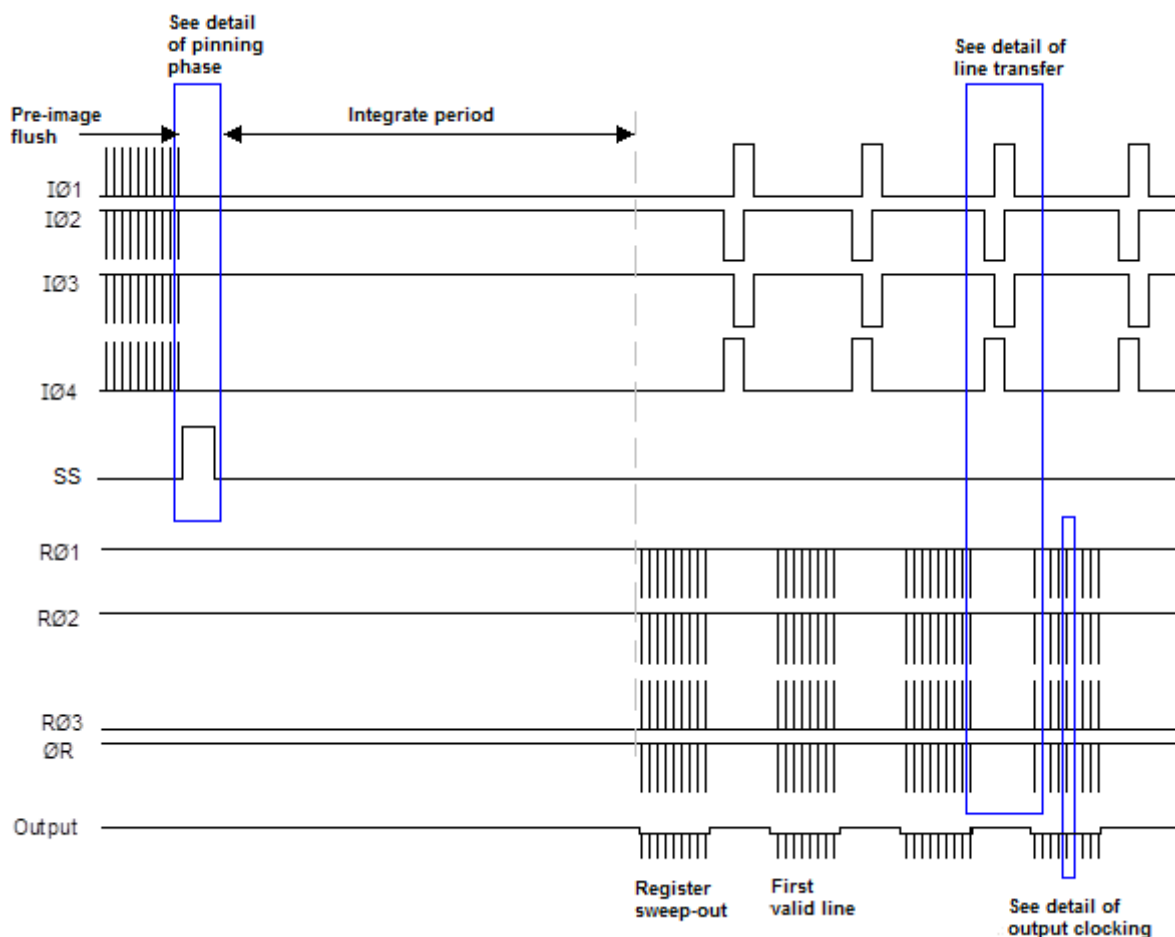 See detail
of pinning
phase
See detail of
line transfer
Pre-image
flush
Integrate period
IØ1
IØ2
IØ3
IØ4
SS
RØ1
RØ2
RØ3
ØR
Output
Register
sweep-out
First
valid line
See detail of
output clocking